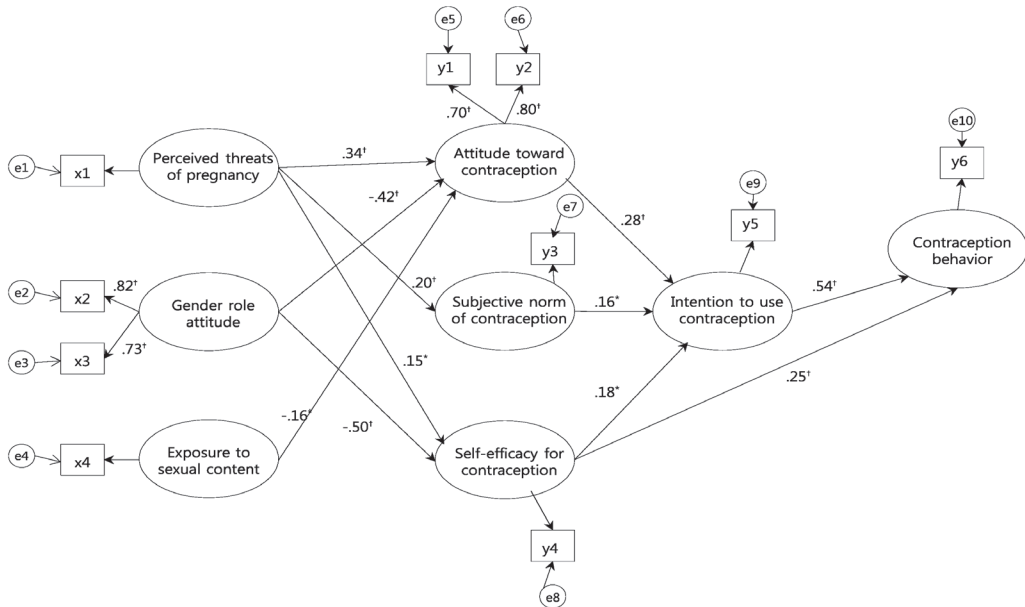 e5
e6
y1
y2
.70†
.80†
e10
e1
x1
Perceived threats
of pregnancy
.34†
Attitude toward
contraception
y6
e9
-.42†
e7
y5
.28†
y3
e2
.82†
x2
Gender role
attitude
.20†
Subjective norm
of contraception
.16*
Intention to use
contraception
.54†
Contraception
behavior
e3
x3
.73†
.15*
.18*
.25†
-.16*
-.50†
e4
x4
Exposure to
sexual content
Self-efficacy for
contraception
y4
e8